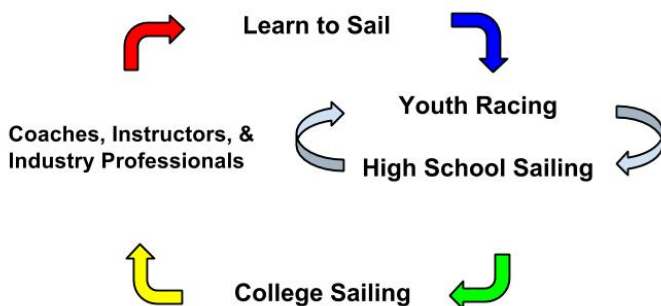 Learn to Sail
Youth Racing
High School Sailing
Coaches, Instructors, &
Industry Professionals
College Sailing